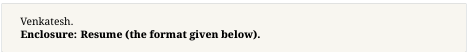 Venkatesh.
Enclosure: Resume (the format given below).